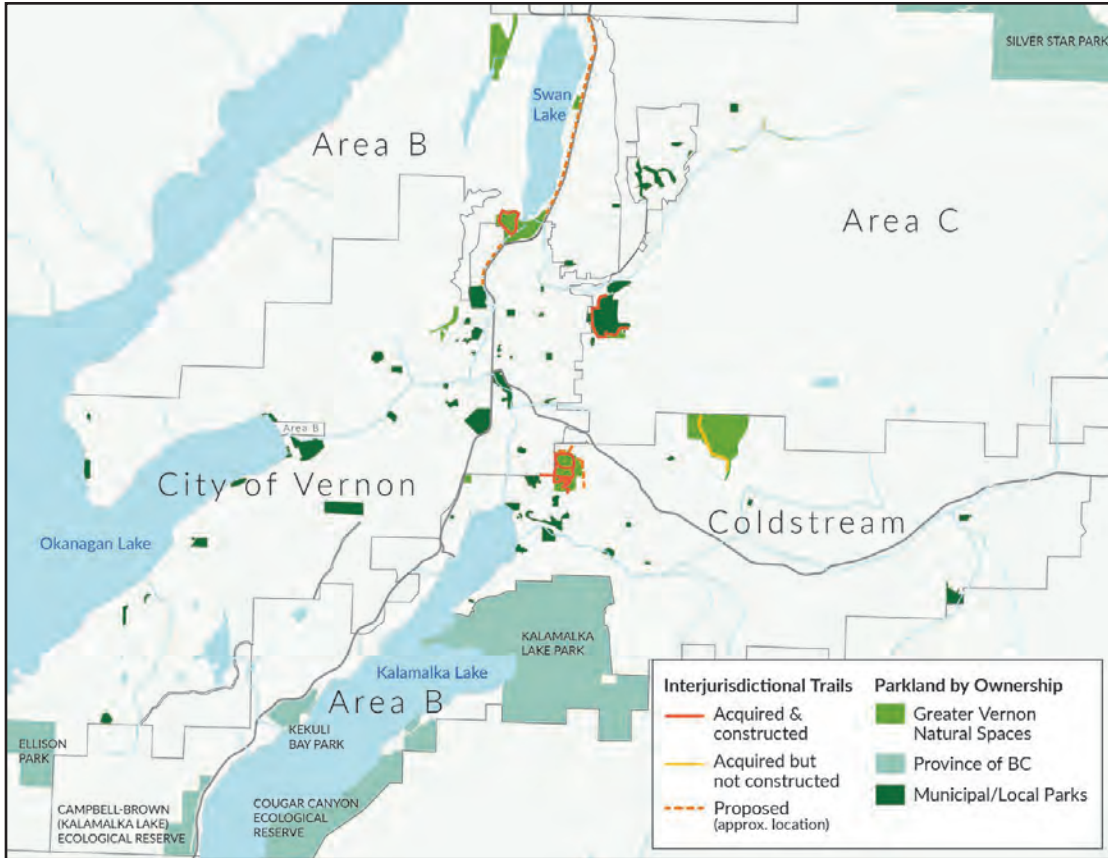 SILVER STAR PARK
Swan
Lake
Area B
Area C
Area B
City of Vernon
Okanagan Lake
Coldstream
KALAMALKA
LAKE PARK
Kalamalka Lake
Area B
KEKULI
BAY PARK
ELLISON
PARK
CAMPBELL-BROWN
(KALAMALKA LAKE)
ECOLOGICAL RESERVE
COUGAR CANYON
ECOLOGICAL
RESERVE
Interjurisdictional Trails
Acquired &
constructed
Acquired but
not constructed
Proposed
(approx. location)
Parkland by Ownership
Greater Vernon
Natural Spaces
Province of BC
Municipal/Local Parks